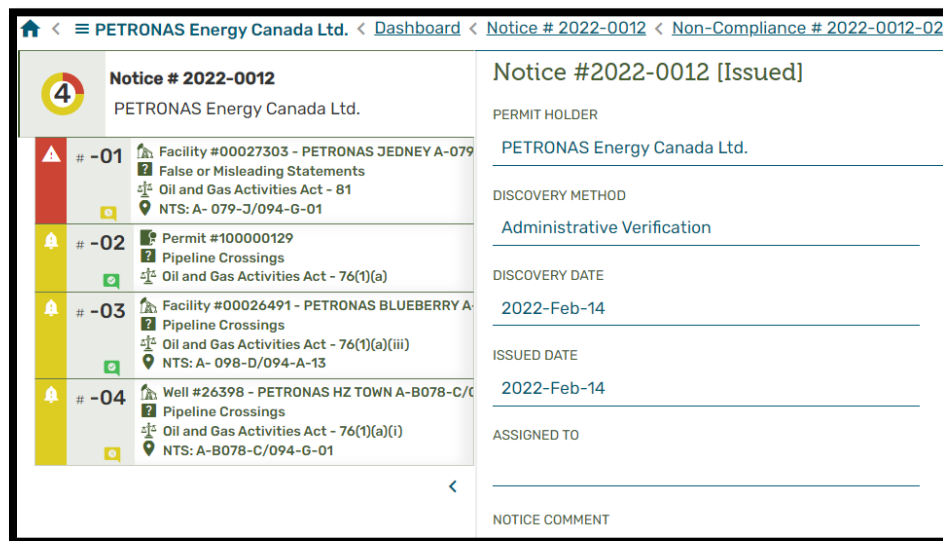 PETRONAS Energy Canada Ltd. < Dashboard < Notice # 2022-0012 < Non-Compliance # 2022-0012-02
4
Notice # 2022-0012
PETRONAS Energy Canada Ltd.
# -01
Facility #00027303 - PETRONAS JEDNEY A-079
False or Misleading Statements
Oil and Gas Activities Act - 81
NTS: A- 079-J/094-G-01
# -02
Permit #100000129
Pipeline Crossings
Oil and Gas Activities Act - 76(1)(a)
# -03
Facility #00026491 - PETRONAS BLUEBERRY A-
Pipeline Crossings
Oil and Gas Activities Act - 76(1)(a)(iii)
NTS: A- 098-D/094-A-13
# -04
Well #26398 - PETRONAS HZ TOWN A-B078-C/0
Pipeline Crossings
Oil and Gas Activities Act - 76(1)(a)(i)
NTS: A-B078-C/094-G-01
Notice #2022-0012 [Issued]
PERMIT HOLDER
PETRONAS Energy Canada Ltd.
DISCOVERY METHOD
Administrative Verification
DISCOVERY DATE
2022-Feb-14
ISSUED DATE
2022-Feb-14
ASSIGNED TO
NOTICE COMMENT